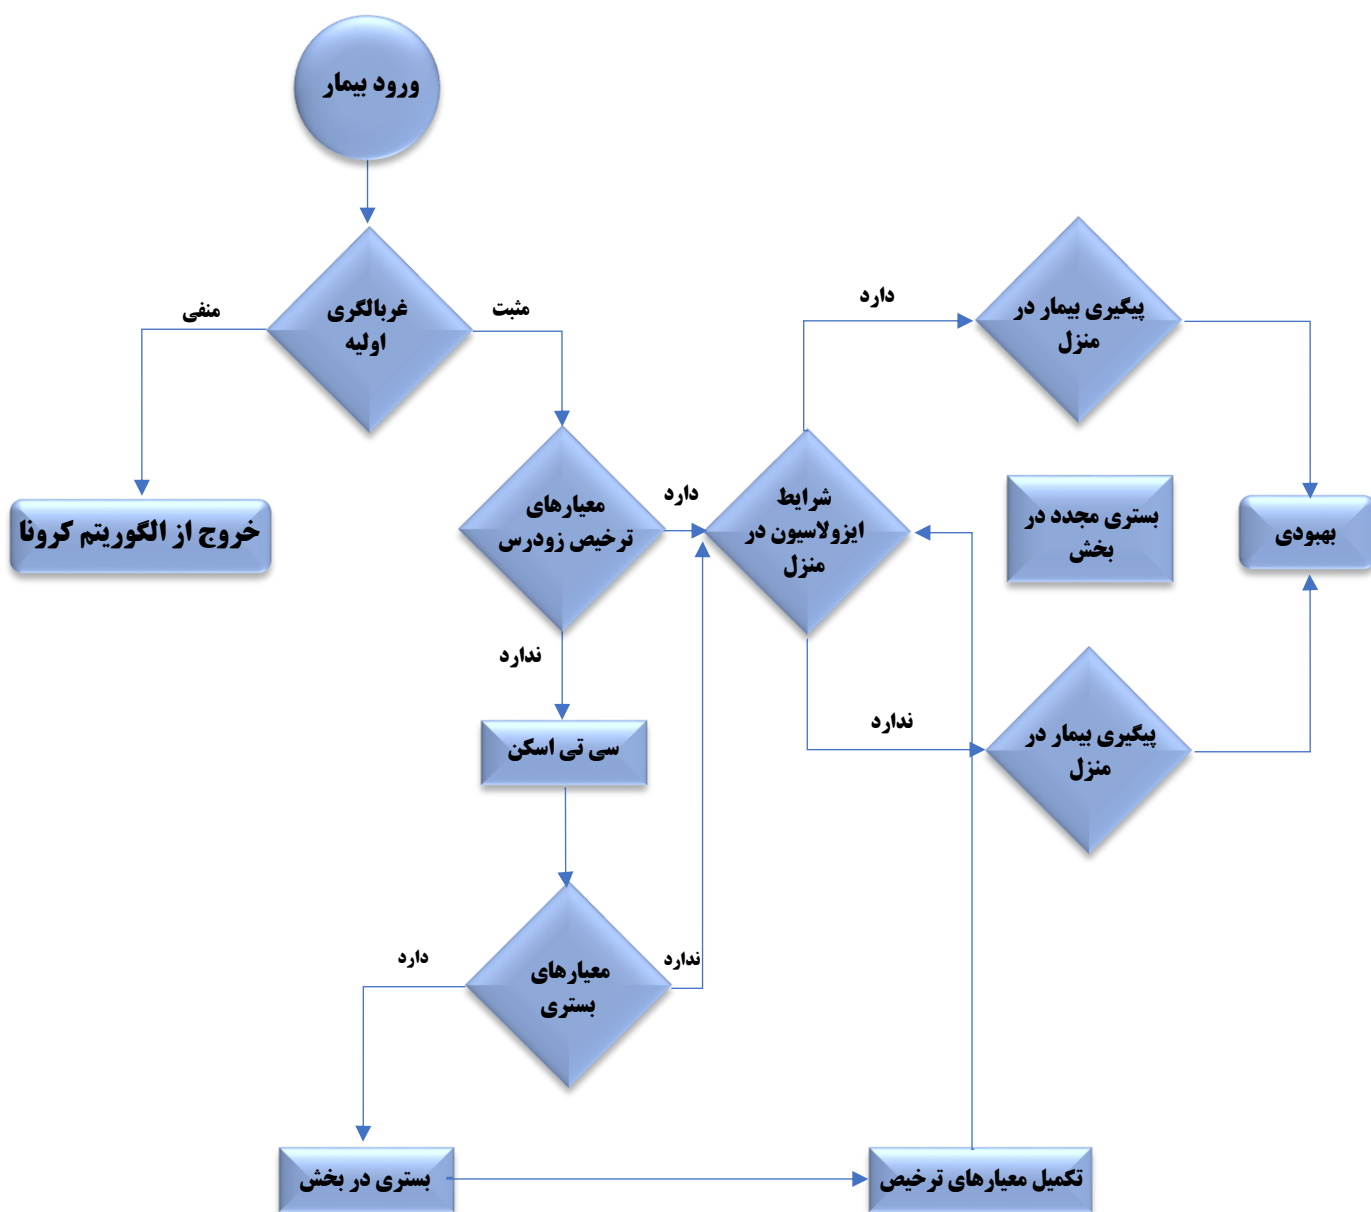 ورود بیمار
غربالگری
اولیه
منفی
مثبت
خروج از الگوریتم کرونا
معیارهای
ترخیص زودرس
دارد
ندارد
شرایط
ایزولاسیون در
منزل
دارد
ندارد
پیگیری بیمار در
منزل
بستری مجدد در
بخش
بهبودی
پیگیری بیمار در
منزل
سی تی اسکن
معیارهای
بستری
دارد
ندارد
بستری در بخش
تکمیل معیارهای ترخیص